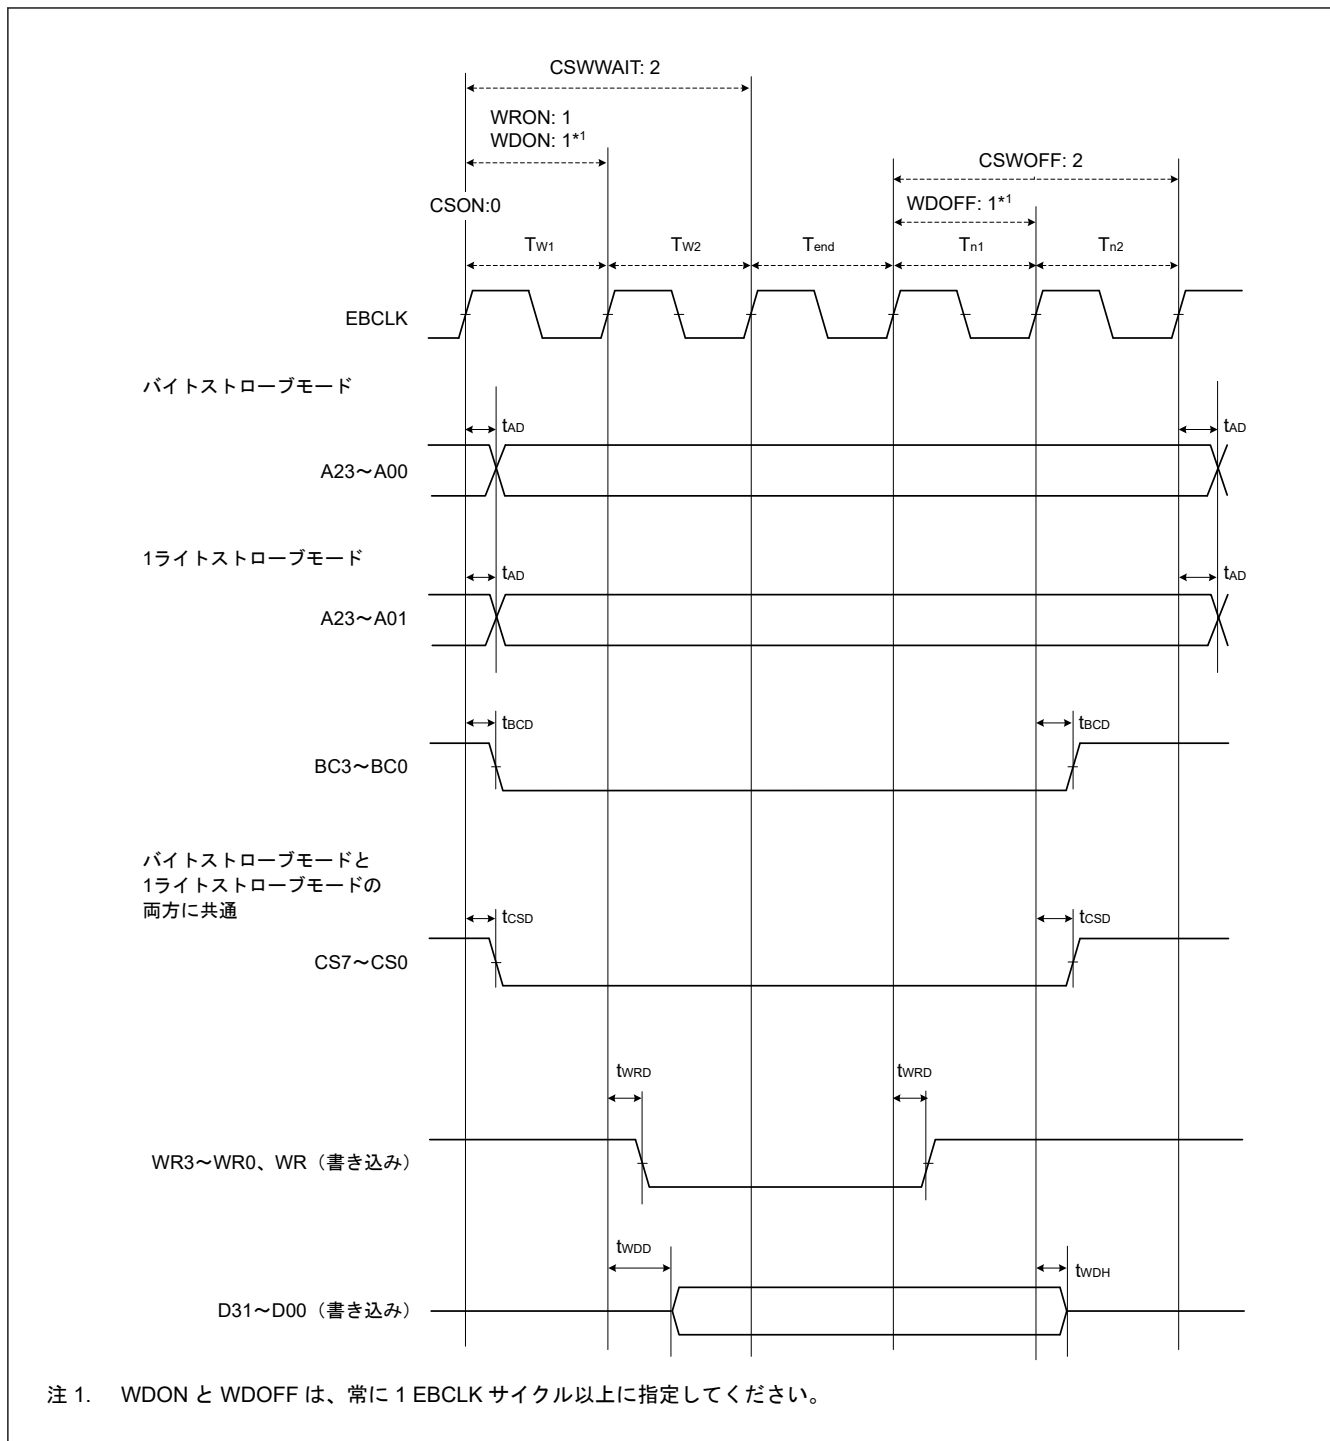 CSWWAIT: 2
WRON: 1
WDON: 1*1
CSWOFF: 2
WDOFF: 1*1
CSON:0
TW1
TW2
Tend
Tn1
Tn2
EBCLK
バイトストローブモード
tAD
tAD
A23〜A00
1ライトストローブモード
tAD
tAD
A23〜A01
tBCD
tBCD
BC3〜BC0
バイトストローブモードと
1ライトストローブモードの
両方に共通
tCSD
tCSD
CS7〜CS0
tWRD
tWRD
WR3〜WR0、WR（書き込み）
tWDD
tWDH
D31〜D00（書き込み）
注 1. WDON と WDOFF は、常に 1 EBCLK サイクル以上に指定してください。